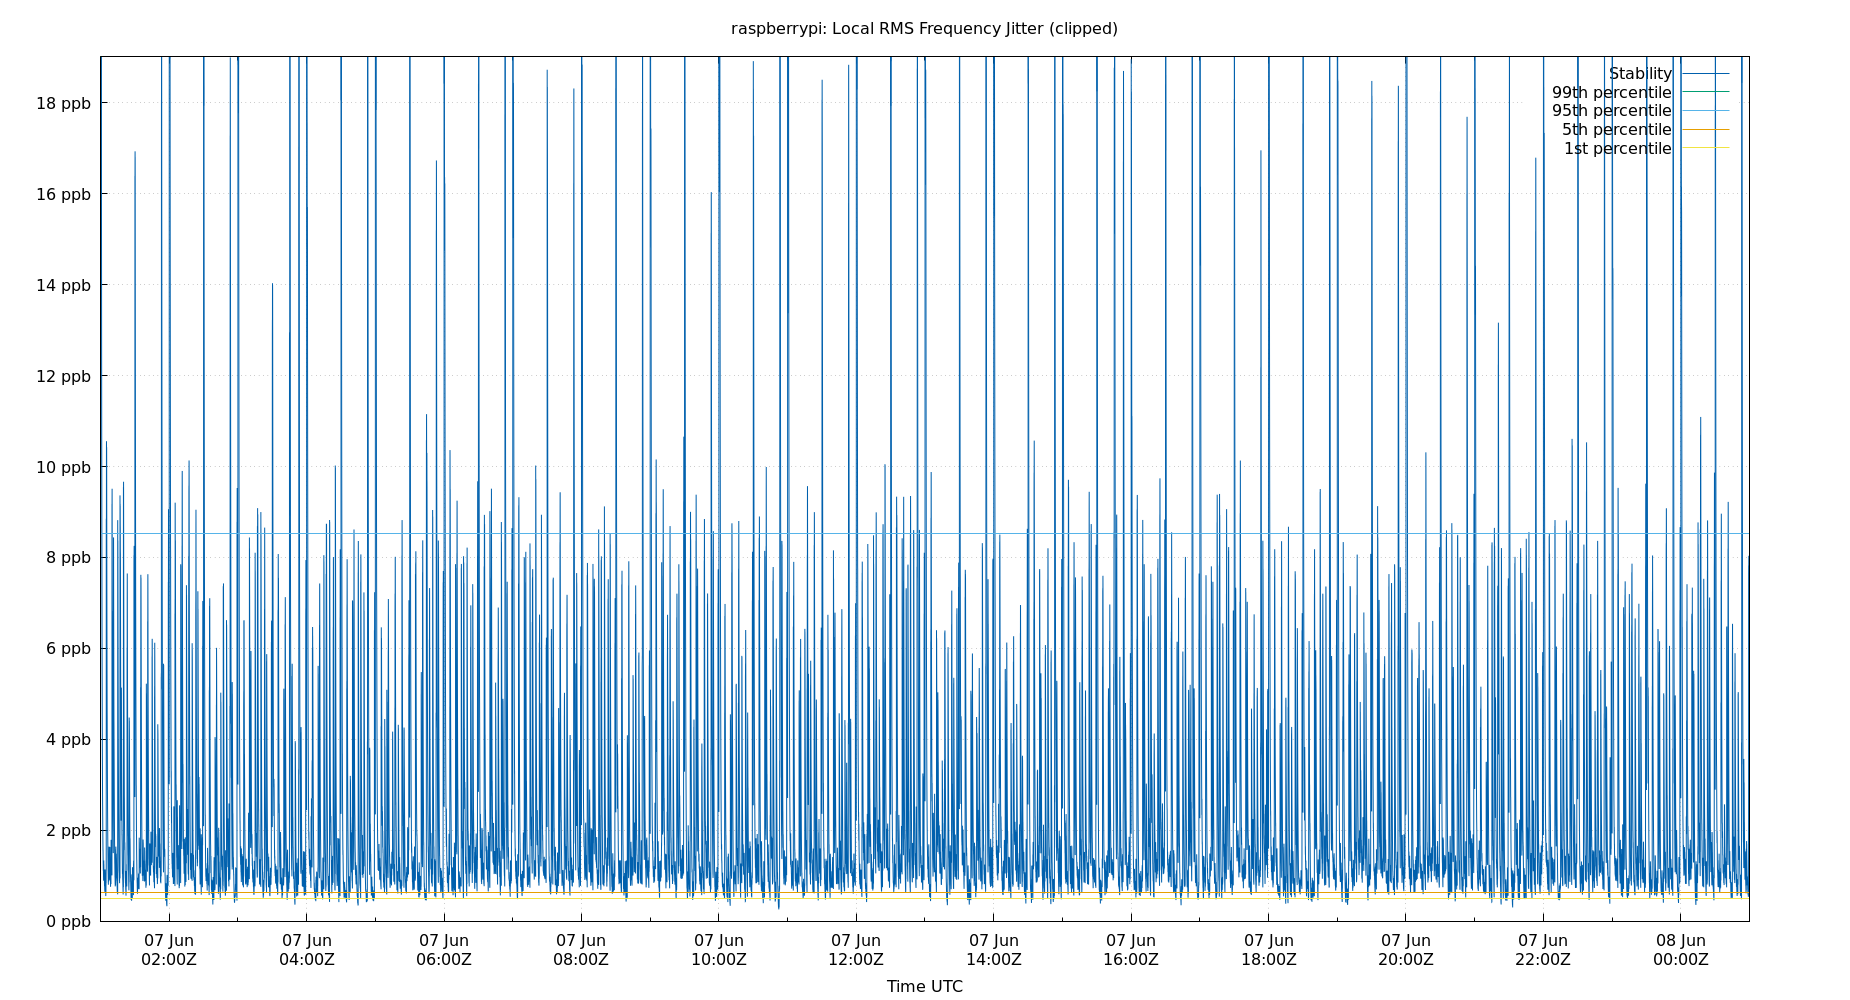 raspberrypi: Local RMS Frequency Jitter (clipped)
Stability
99th percentile
95th percentile
5th percentile
1st percentile
18 ppb
16 ppb
14 ppb
12 ppb
10 ppb
8 ppb
6 ppb
4 ppb
2 ppb
0 ppb
07 Jun 07 Jun 07 Jun 07 Jun 07 Jun 07 Jun 07 Jun 07 Jun 07 Jun 07 Jun 07 Jun 08 Jun
02:00Z 04:00Z 06:00Z 08:00Z 10:00Z 12:00Z 14:00Z 16:00Z 18:00Z 20:00Z 22:00Z 00:00Z
Time UTC